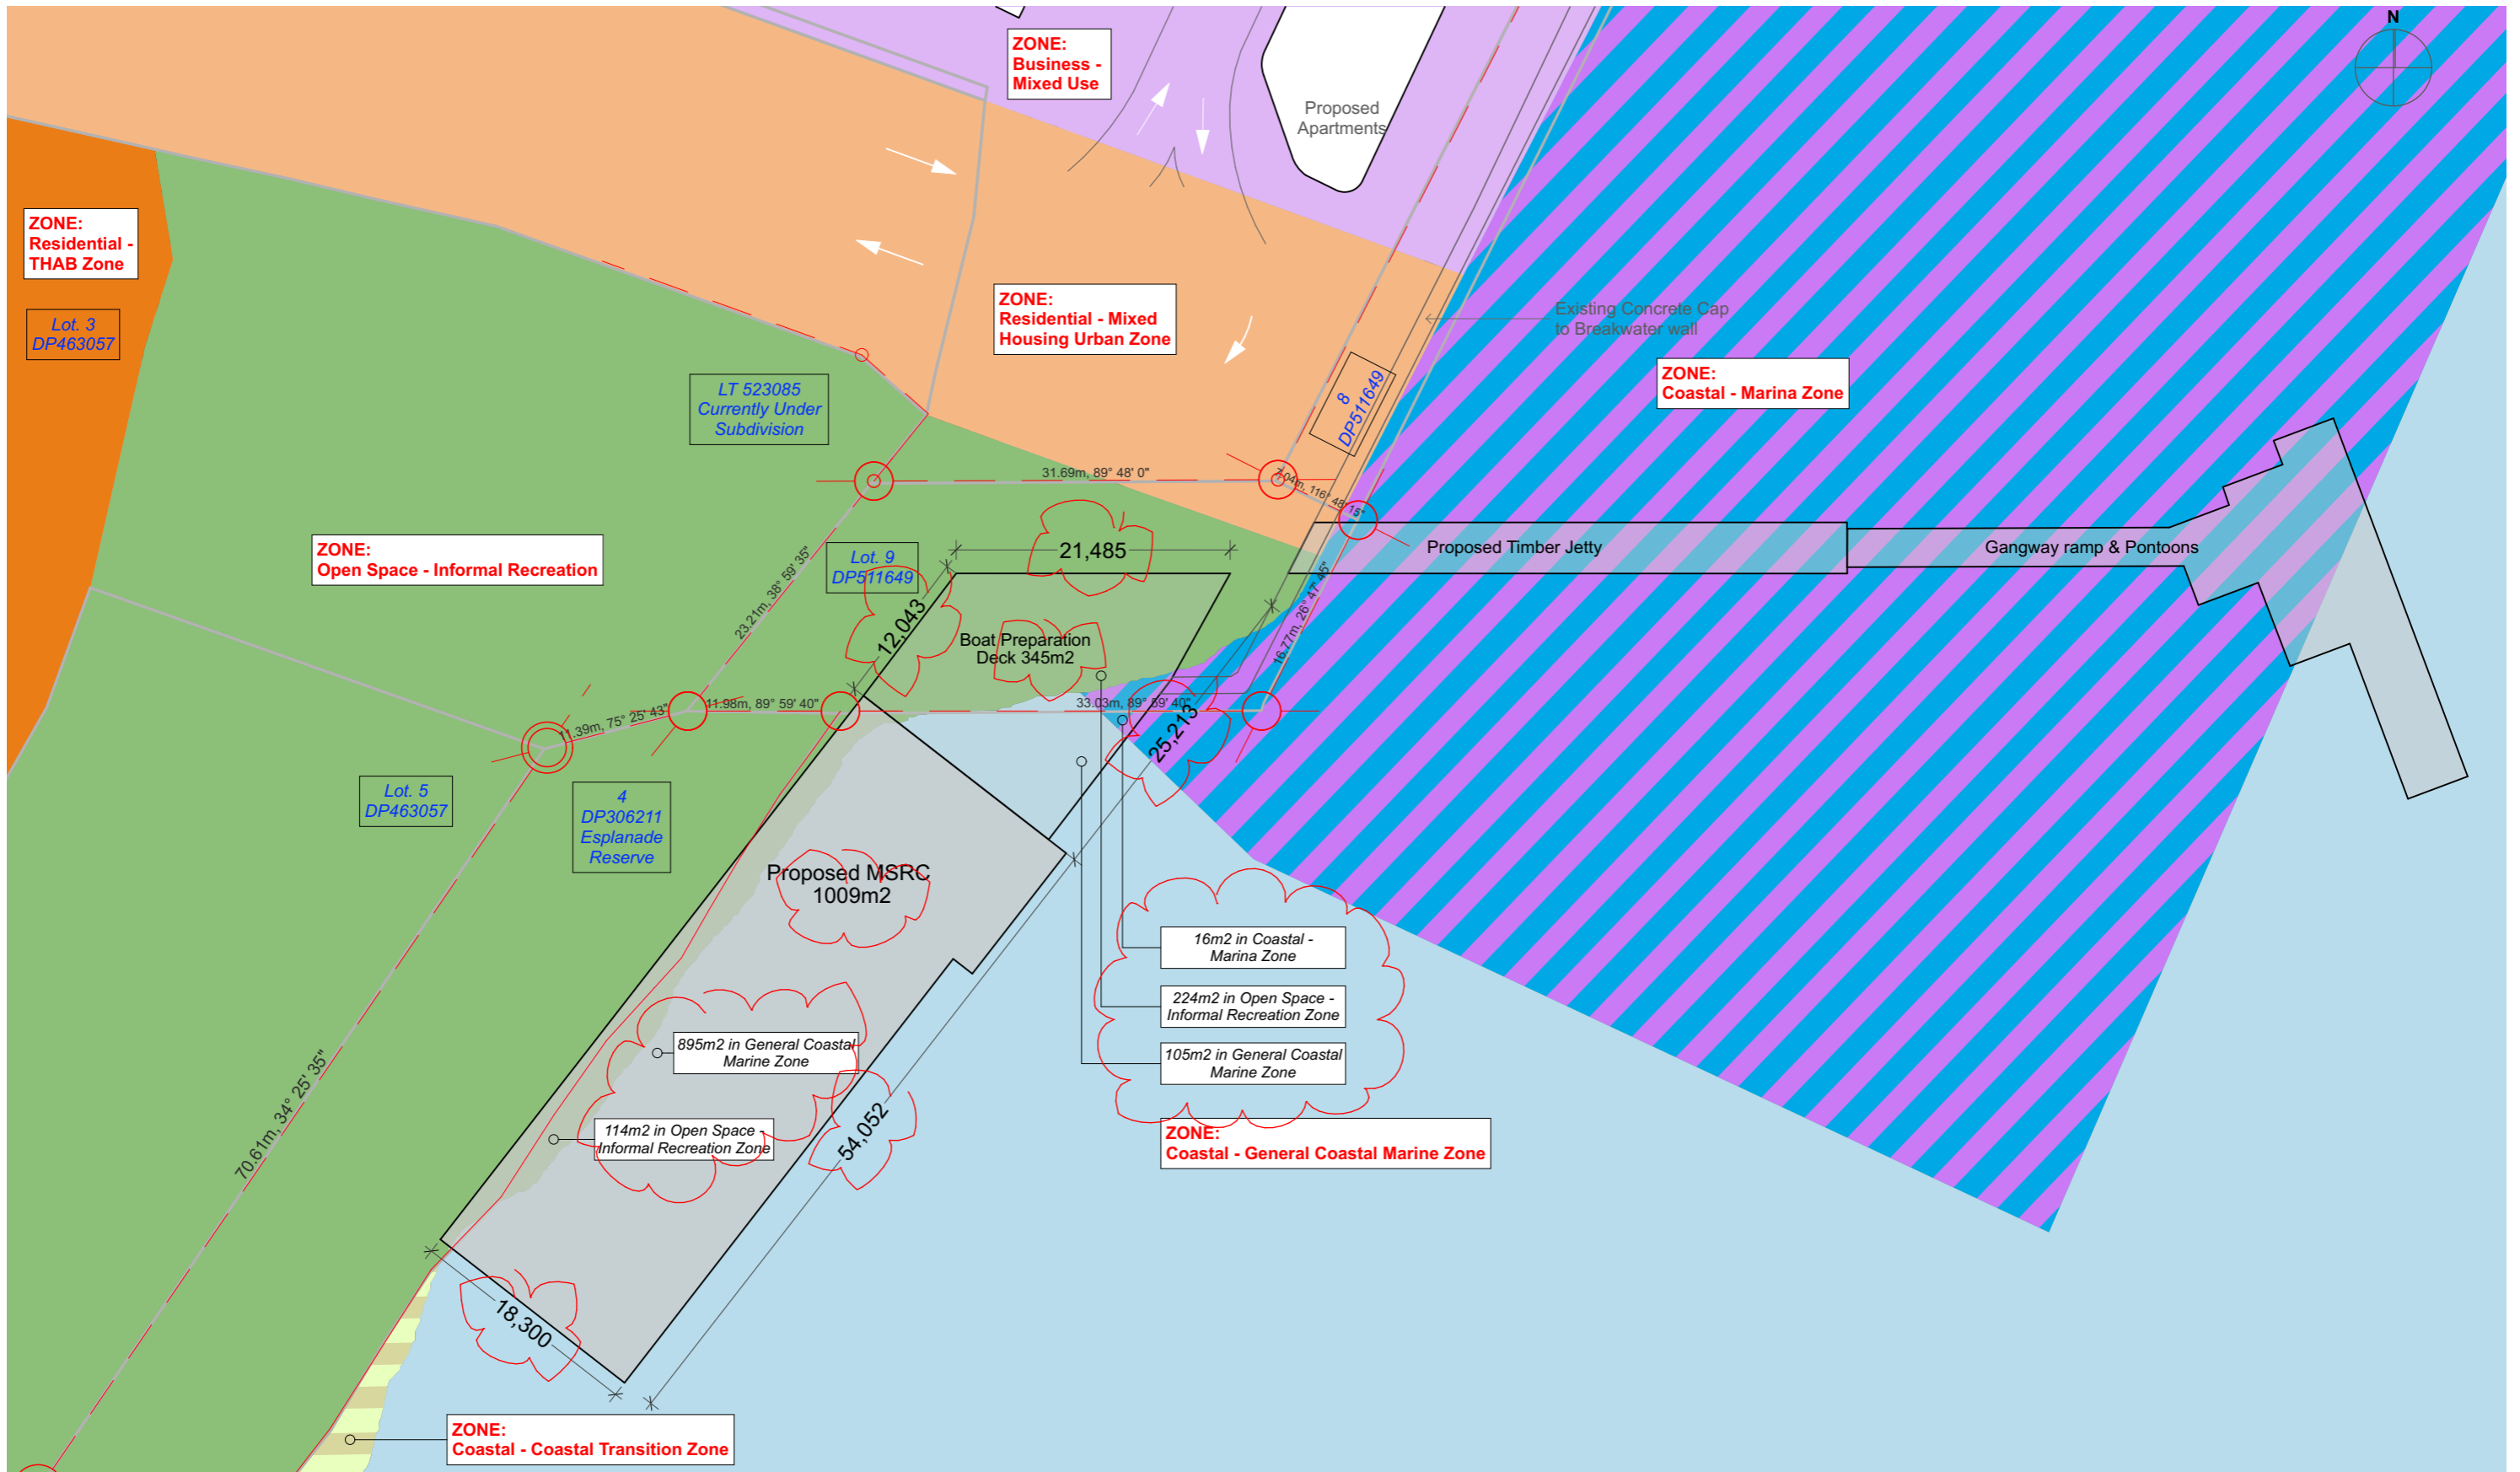 N
ZONE:
Business -
Mixed Use
Proposed
Apartments
ZONE:
Residential -
THAB Zone
Lot. 3
DP463057
ZONE:
Residential - Mixed
Housing Urban Zone
Existing Concrete Cap
to Breakwater wall
LT 523085
Currently Under
Subdivision
8
DP511649
ZONE:
Coastal - Marina Zone
31.69m, 89° 48' 0"
7.04m, 116° 48' 15"
ZONE:
Open Space - Informal Recreation
23.21m, 38° 59' 35"
Lot. 9
DP511649
21,485
Proposed Timber Jetty
Gangway ramp & Pontoons
12,043
Boat Preparation
Deck 345m2
16.77m, 26° 47' 45"
11.39m, 75° 25' 43"
11.98m, 89° 59' 40"
33.03m, 89° 59' 40"
25,213
Lot. 5
DP463057
4
DP306211
Esplanade
Reserve
Proposed MSRC
1009m2
16m2 in Coastal -
Marina Zone
224m2 in Open Space -
Informal Recreation Zone
895m2 in General Coastal
Marine Zone
105m2 in General Coastal
Marine Zone
70.61m, 34° 25' 35"
114m2 in Open Space -
Informal Recreation Zone
54,052
ZONE:
Coastal - General Coastal Marine Zone
18,300
ZONE:
Coastal - Coastal Transition Zone